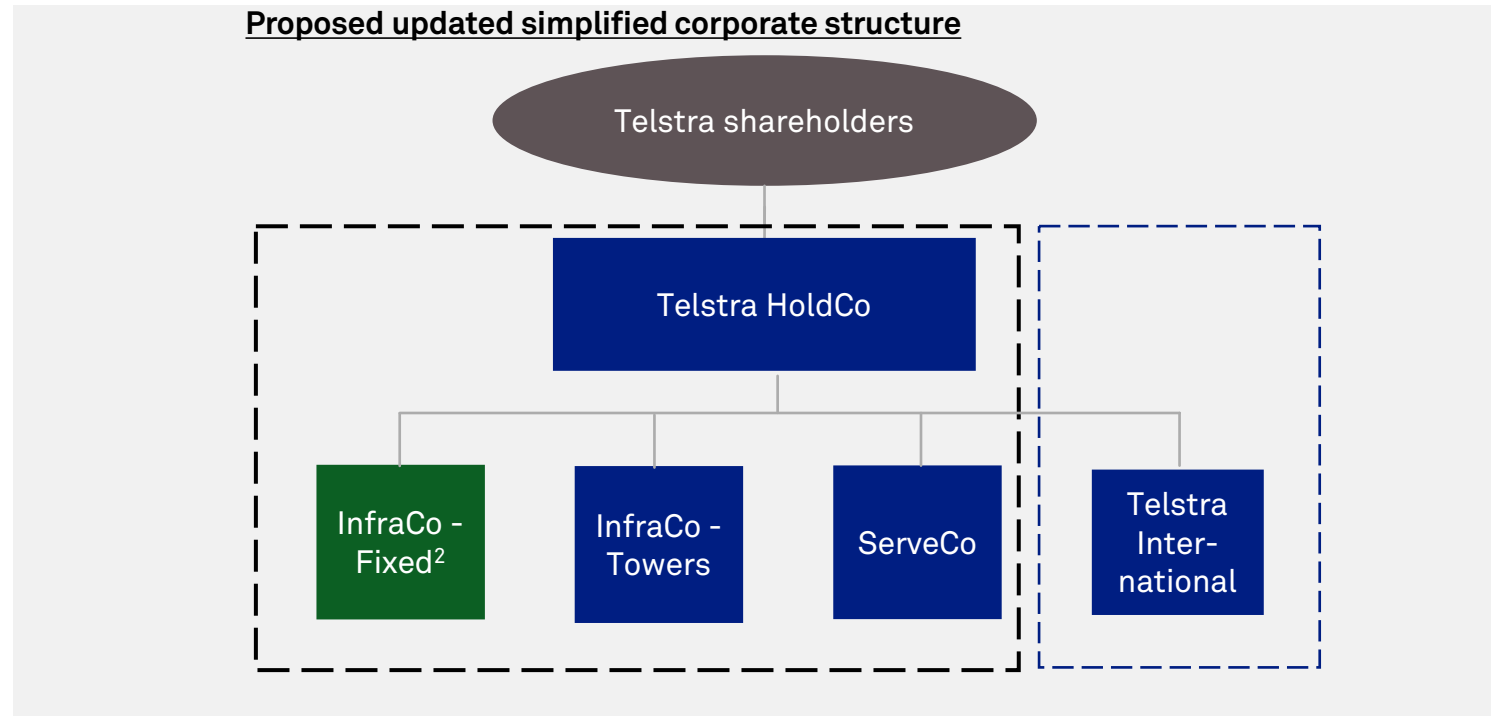 Proposed updated simplified corporate structure
Telstra shareholders
Telstra HoldCo
InfraCo -
Fixed²
InfraCo -
Towers
ServeCo
Telstra
Inter-
national